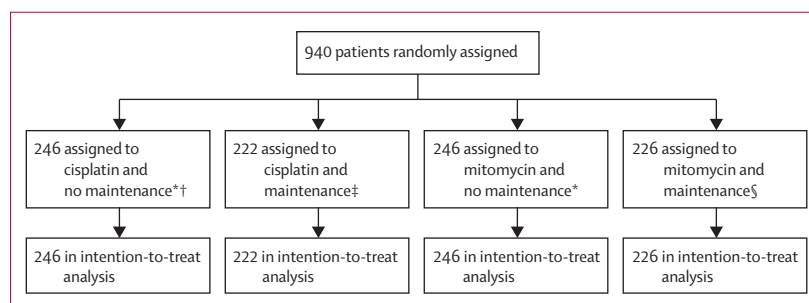 940 patients randomly assigned
246 assigned to
cisplatin and
no maintenance*†
222 assigned to
cisplatin and
maintenance‡
246 assigned to
mitomycin and
no maintenance*
226 assigned to
mitomycin and
maintenance§
246 in intention-to-treat
analysis
222 in intention-to-treat
analysis
246 in intention-to-treat
analysis
226 in intention-to-treat
analysis